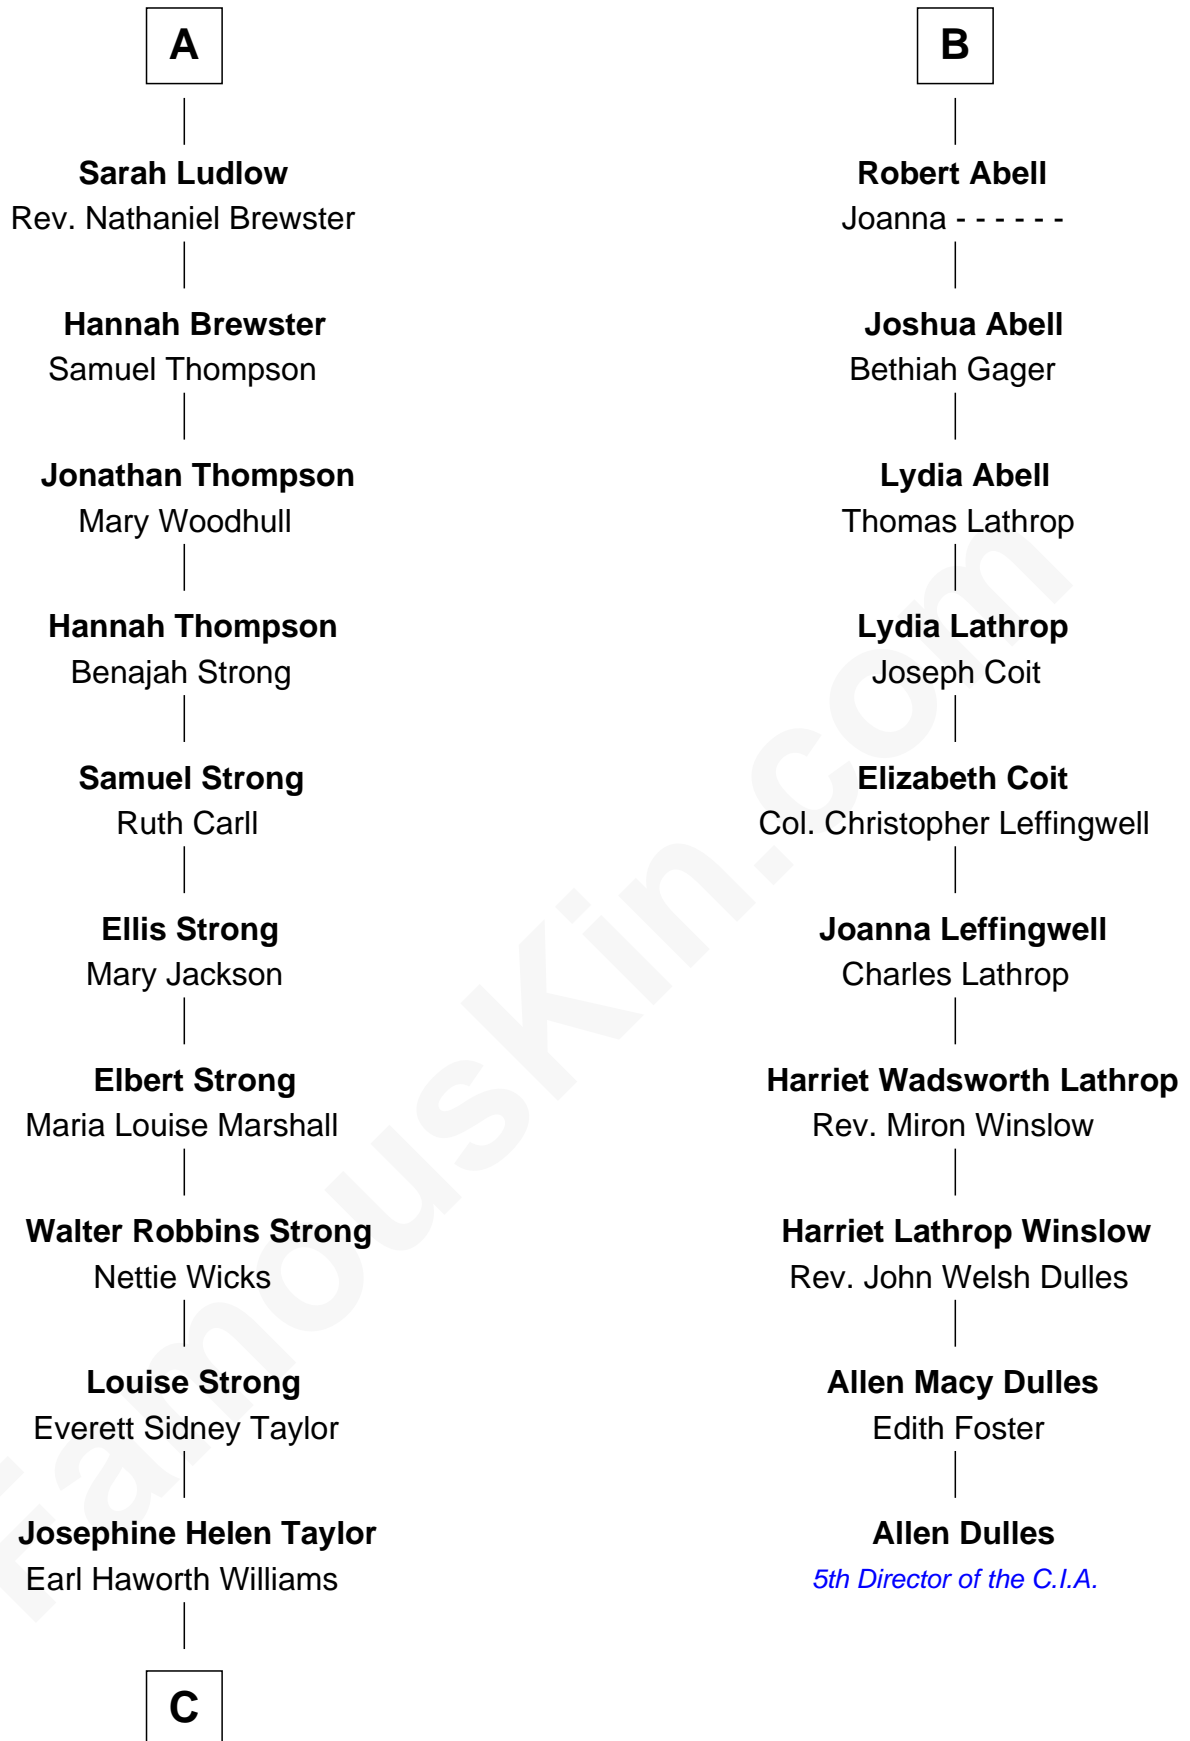 A
Sarah Ludlow
Rev. Nathaniel Brewster
Hannah Brewster
Samuel Thompson
Jonathan Thompson
Mary Woodhull
Hannah Thompson
Benajah Strong
Samuel Strong
Ruth Carll
Ellis Strong
Mary Jackson
Elbert Strong
Maria Louise Marshall
Walter Robbins Strong
Nettie Wicks
Louise Strong
Everett Sidney Taylor
Josephine Helen Taylor
Earl Haworth Williams
C
B
Robert Abell
Joanna - - - - - -
Joshua Abell
Bethiah Gager
Lydia Abell
Thomas Lathrop
Lydia Lathrop
Joseph Coit
Elizabeth Coit
Col. Christopher Leffingwell
Joanna Leffingwell
Charles Lathrop
Harriet Wadsworth Lathrop
Rev. Miron Winslow
Harriet Lathrop Winslow
Rev. John Welsh Dulles
Allen Macy Dulles
Edith Foster
Allen Dulles
5th Director of the C.I.A.
FamousKin.com